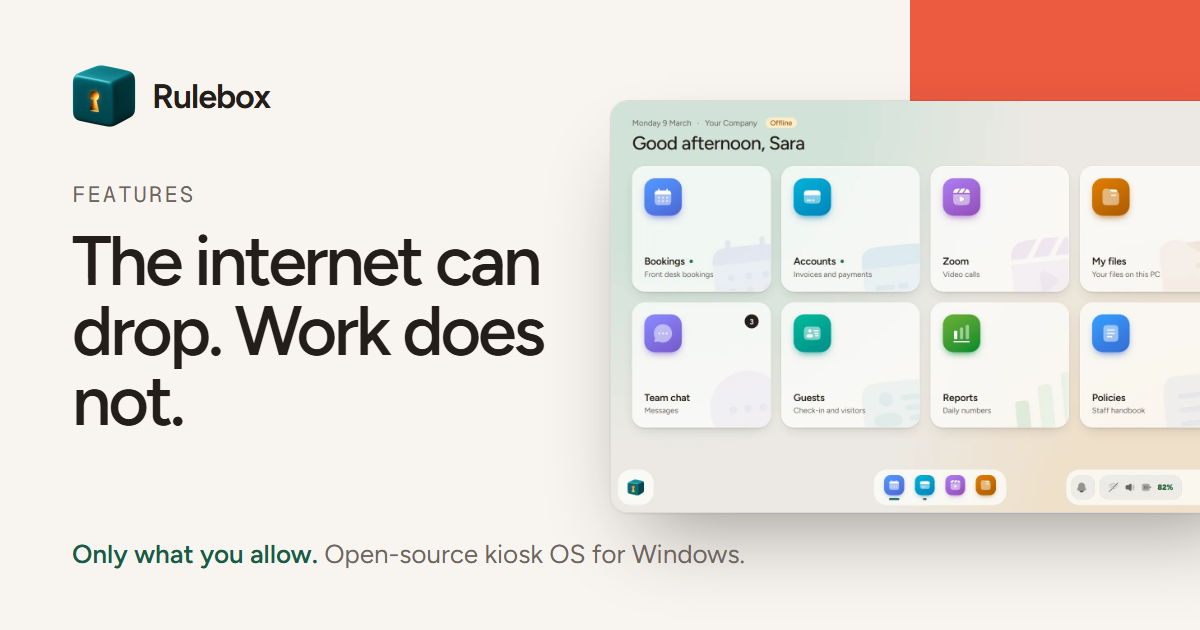 Rulebox
FEATURES
The internet can
drop. Work does
not.
Monday 9 March · Your Company Offline
Good afternoon, Sara
Bookings •
Front desk bookings
Accounts •
Invoices and payments
Zoom
Video calls
My files
Your files on this PC
3
Team chat
Messages
Guests
Check-in and visitors
Reports
Daily numbers
Policies
Staff handbook
82%
Only what you allow. Open-source kiosk OS for Windows.